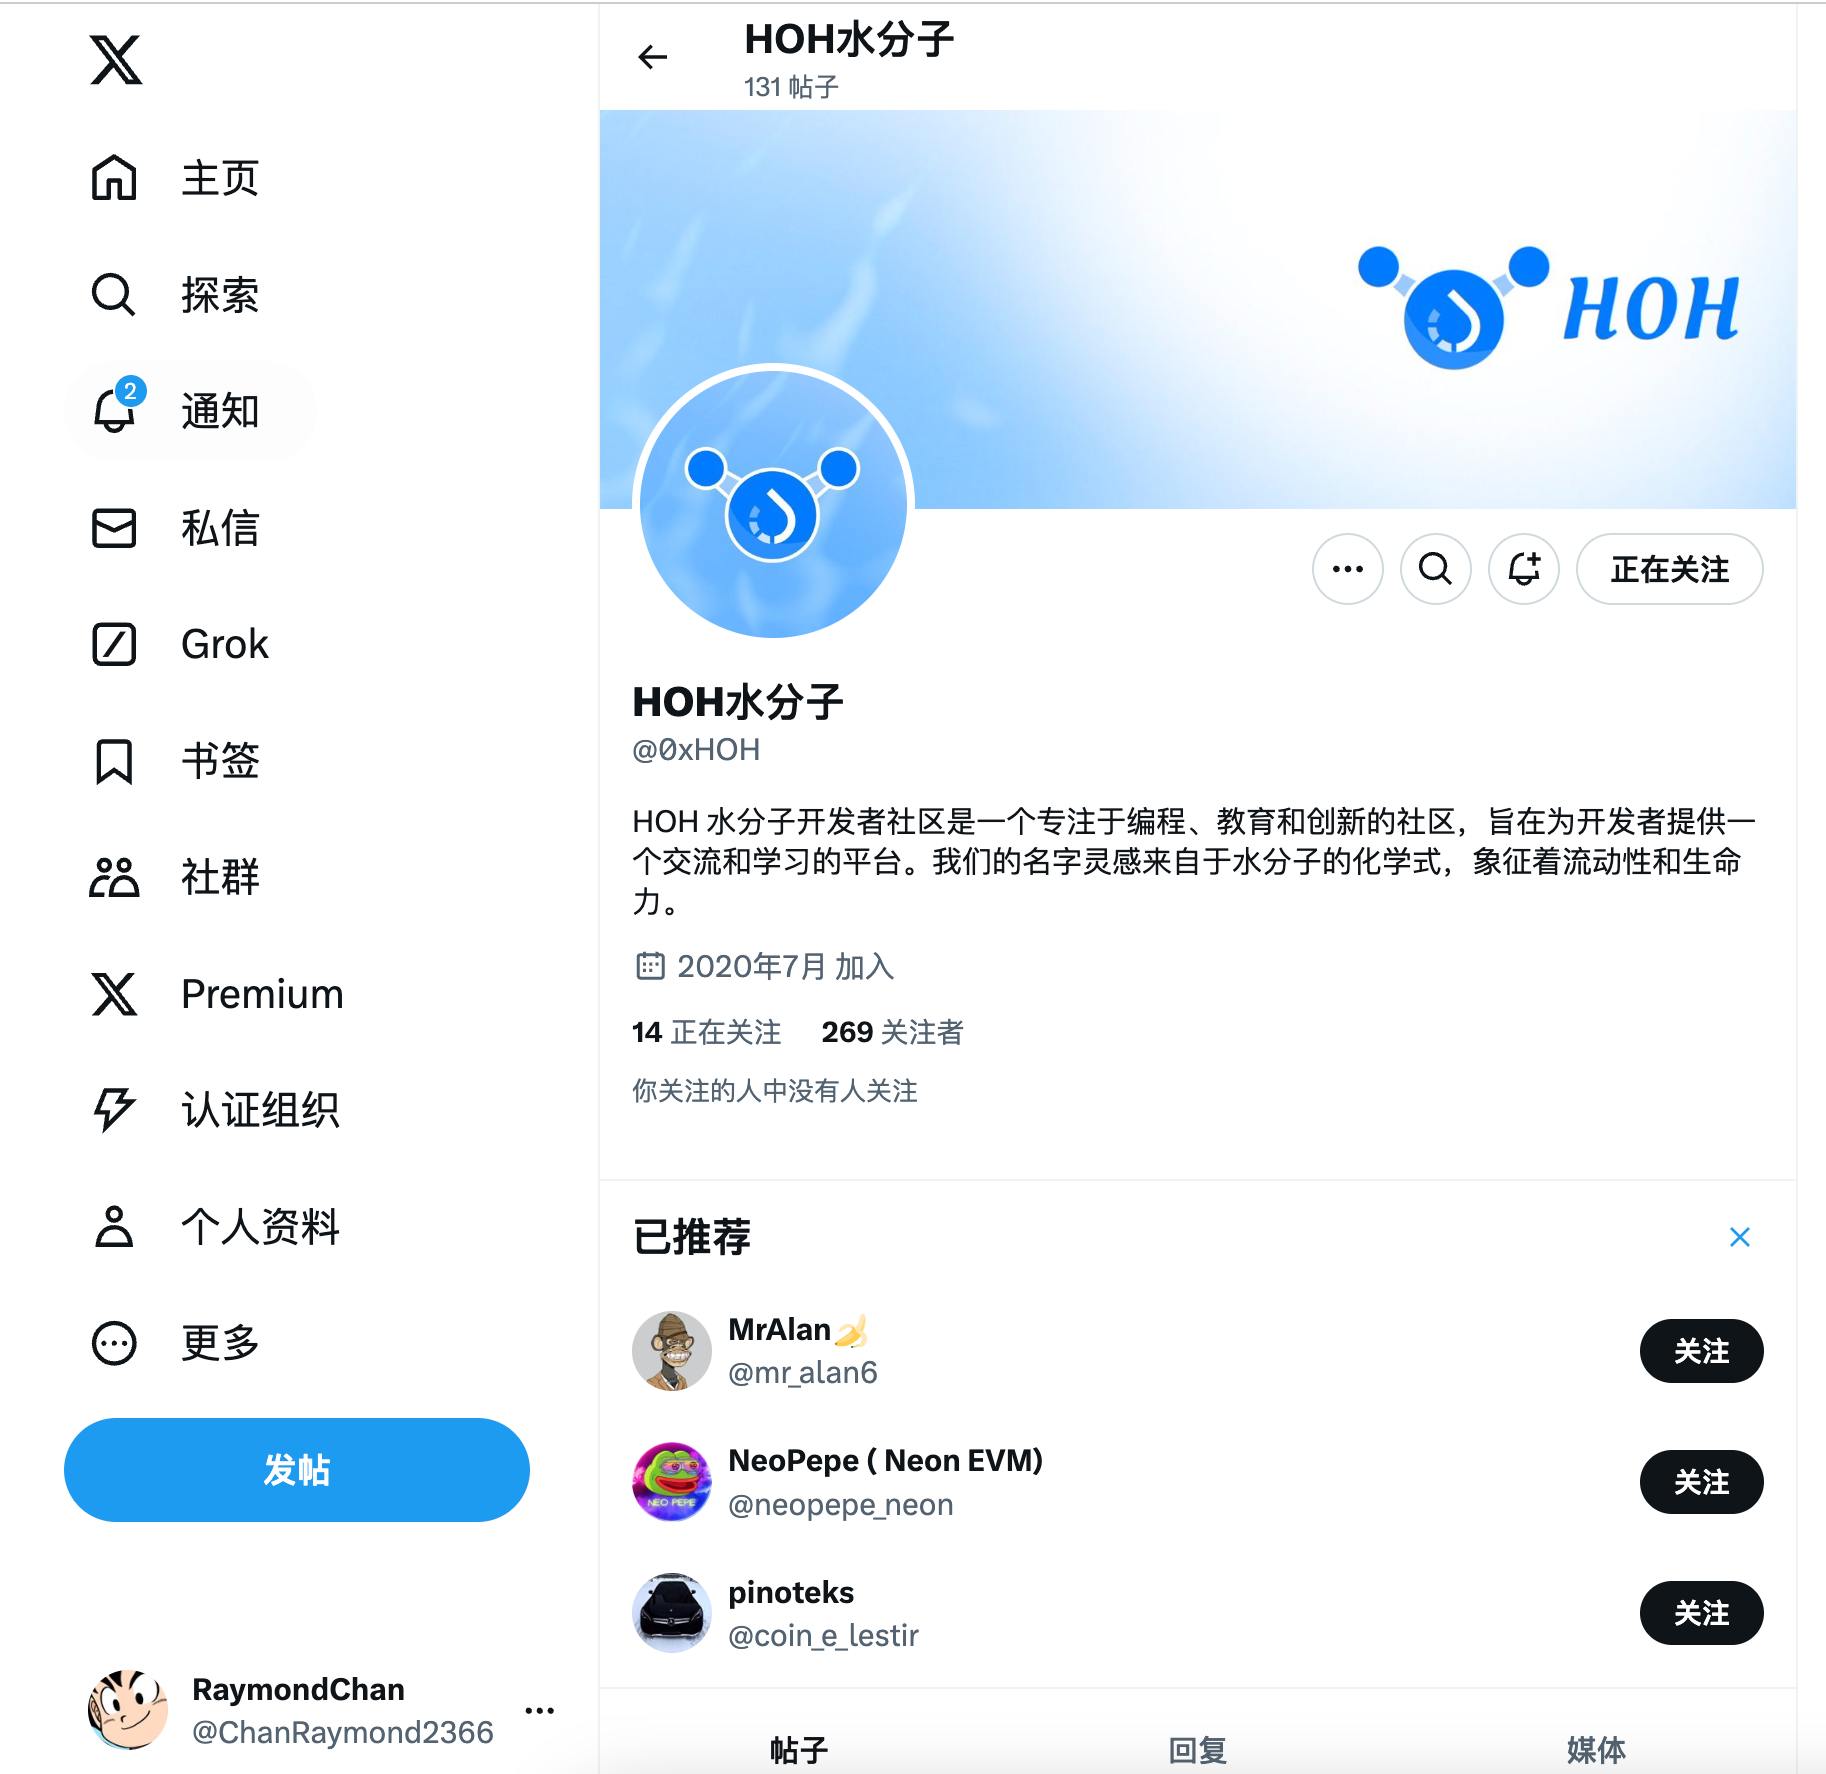 主页
探索
2
通知
私信
Grok
书签
社群
Premium
认证组织
个人资料
更多
发帖
RaymondChan
@ChanRaymond2366
HOH水分子
131 帖子
HOH
正在关注
HOH水分子
@0xHOH
HOH 水分子开发者社区是一个专注于编程、教育和创新的社区，旨在为开发者提供一
个交流和学习的平台。我们的名字灵感来自于水分子的化学式，象征着流动性和生命
力。
2020年7月 加入
14 正在关注 269 关注者
你关注的人中没有人关注
已推荐
MrAlan🍌
@mr_alan6
关注
NEO PEPE
NeoPepe ( Neon EVM)
@neopepe_neon
关注
pinoteks
@coin_e_lestir
关注
帖子 回复 媒体